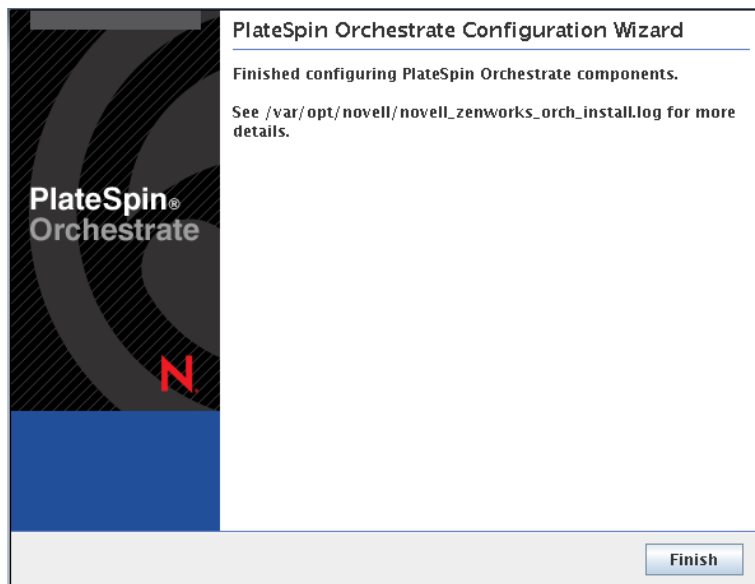 PlateSpin Orchestrate Configuration Wizard
Finished configuring PlateSpin Orchestrate components.
See /var/opt/novell/novell_zenworks_orch_install.log for more
details.
PlateSpin®
Orchestrate
N
Finish